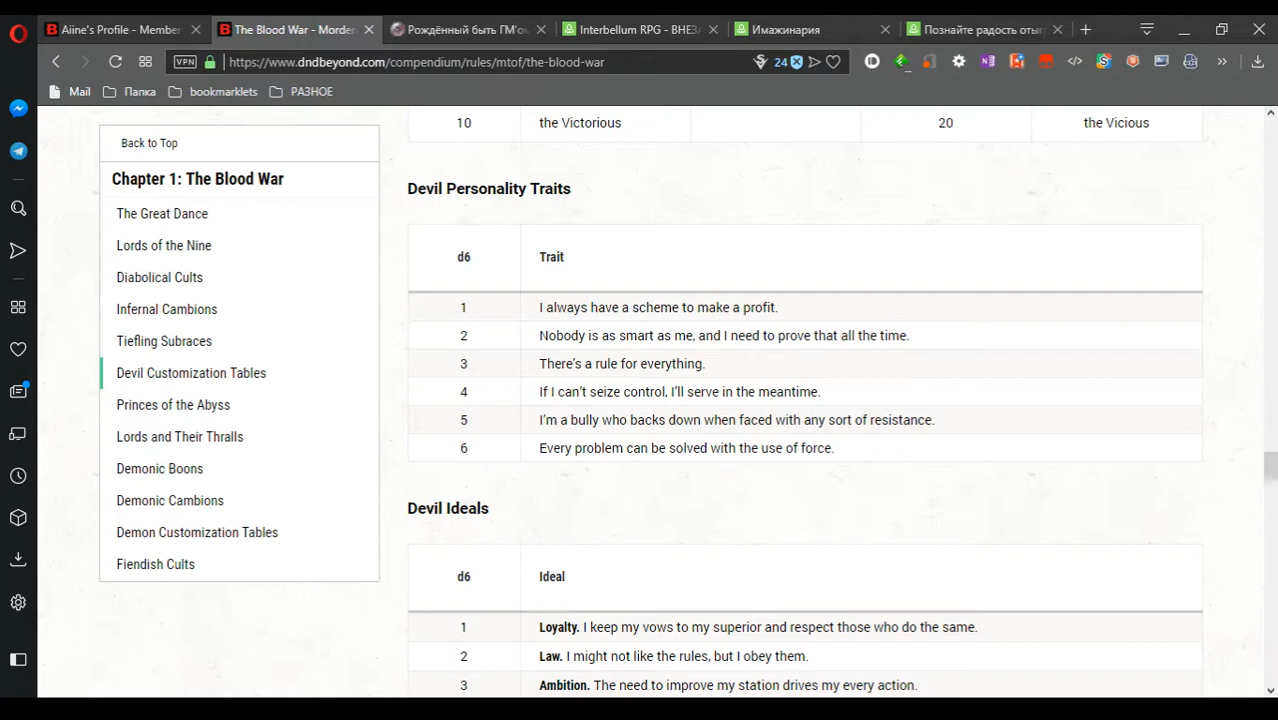 Aiine's Profile - Member
The Blood War - Morden
Рождённый быть ГМ'о
Interbellum RPG - ВНЕЗ
Имажинария
Познайте радость отыг
VPN
https://www.dndbeyond.com/compendium/rules/mtof/the-blood-war
24
Mail
Папка
bookmarklets
РАЗНОЕ
Back to Top
Chapter 1: The Blood War
The Great Dance
Lords of the Nine
Diabolical Cults
Infernal Cambions
Tiefling Subraces
Devil Customization Tables
Princes of the Abyss
Lords and Their Thralls
Demonic Boons
Demonic Cambions
Demon Customization Tables
Fiendish Cults
10 the Victorious 20 the Vicious
Devil Personality Traits
d6 Trait
1 I always have a scheme to make a profit.
2 Nobody is as smart as me, and I need to prove that all the time.
3 There's a rule for everything.
4 If I can't seize control, I'll serve in the meantime.
5 I'm a bully who backs down when faced with any sort of resistance.
6 Every problem can be solved with the use of force.
Devil Ideals
d6 Ideal
1 Loyalty. I keep my vows to my superior and respect those who do the same.
2 Law. I might not like the rules, but I obey them.
3 Ambition. The need to improve my station drives my every action.